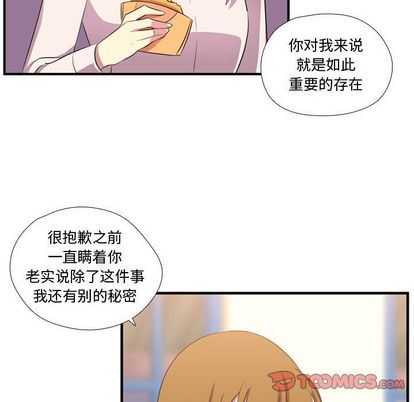 你对我来说
就是如此
重要的存在
很抱歉之前
一直瞒着你
老实说除了这件事
我还有别的秘密
TOOMICS.COM